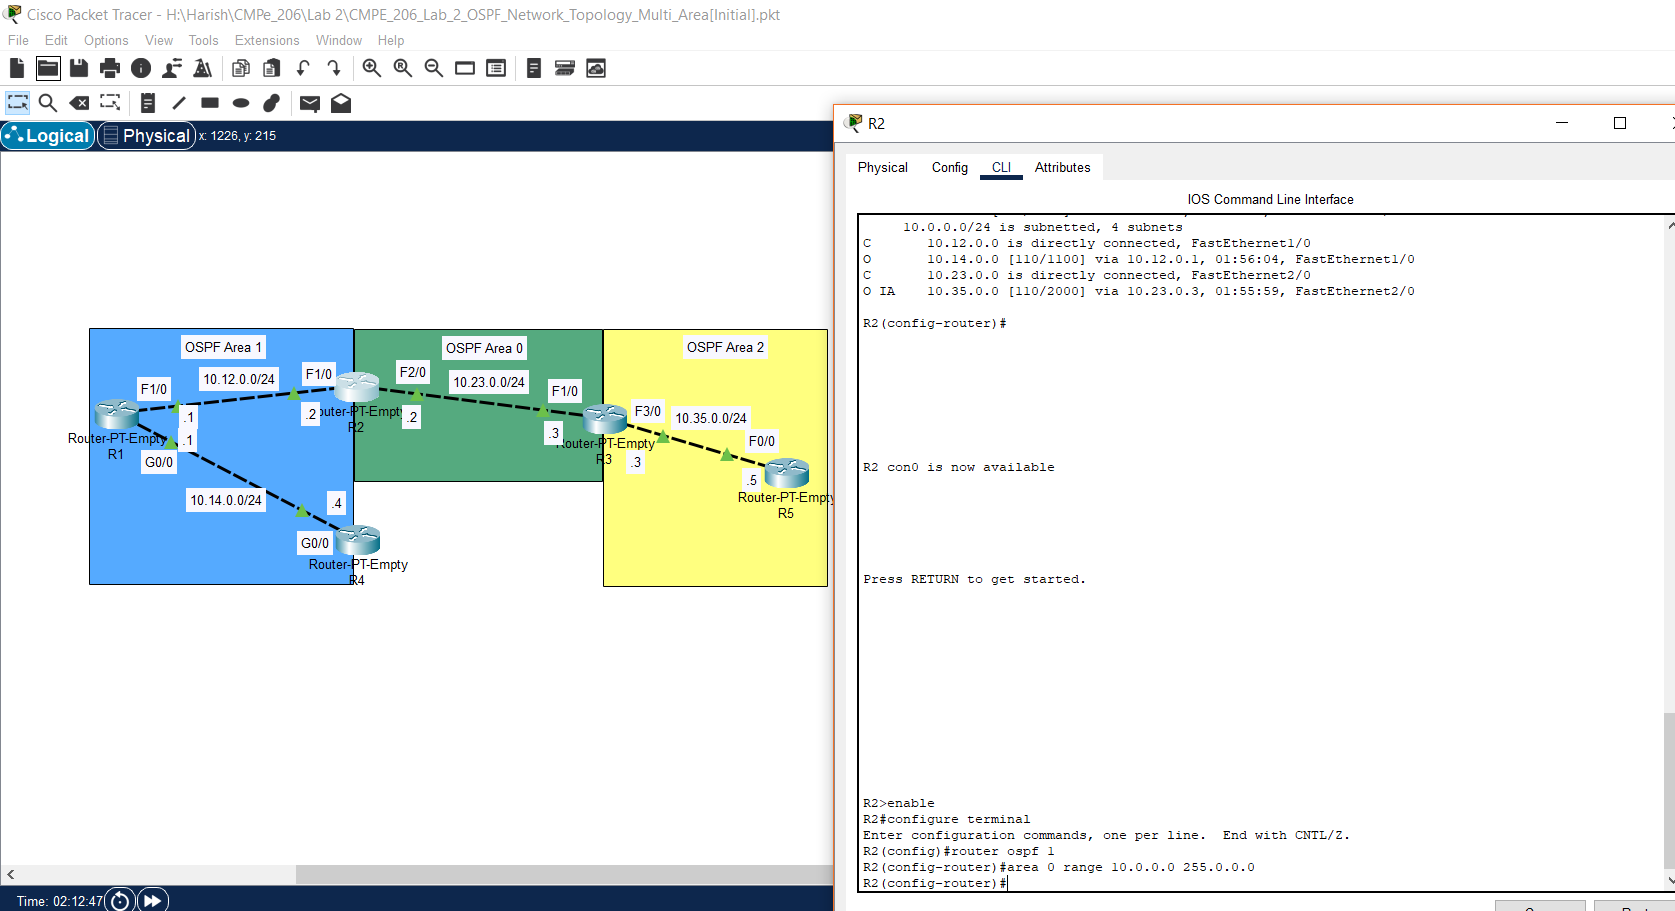 Cisco Packet Tracer - H:\Harish\CMPe_206\Lab 2\CMPE_206_Lab_2_OSPF_Network_Topology_Multi_Area[Initial].pkt
File Edit Options View Tools Extensions Window Help
Logical Physical x: 1226, y: 215
OSPF Area 1
OSPF Area 0
OSPF Area 2
F1/0
10.12.0.0/24
F1/0
F2/0
10.23.0.0/24
F1/0
F3/0
10.35.0.0/24
F0/0
.1
.1
.2
.2
.3
.3
.5
Router-PT-Empty
R1
outer-PT-Empty
R2
outer-PT-Empty
R3
Router-PT-Empty
R5
G0/0
10.14.0.0/24
.4
G0/0
Router-PT-Empty
R4
Time: 02:12:47
R2
Physical Config CLI Attributes
IOS Command Line Interface
10.0.0.0/24 is subnetted, 4 subnets
C 10.12.0.0 is directly connected, FastEthernet1/0
O 10.14.0.0 [110/1100] via 10.12.0.1, 01:56:04, FastEthernet1/0
C 10.23.0.0 is directly connected, FastEthernet2/0
O IA 10.35.0.0 [110/2000] via 10.23.0.3, 01:55:59, FastEthernet2/0
R2(config-router)#
R2 con0 is now available
Press RETURN to get started.
R2>enable
R2#configure terminal
Enter configuration commands, one per line. End with CNTL/Z.
R2(config)#router ospf 1
R2(config-router)#area 0 range 10.0.0.0 255.0.0.0
R2(config-router)#